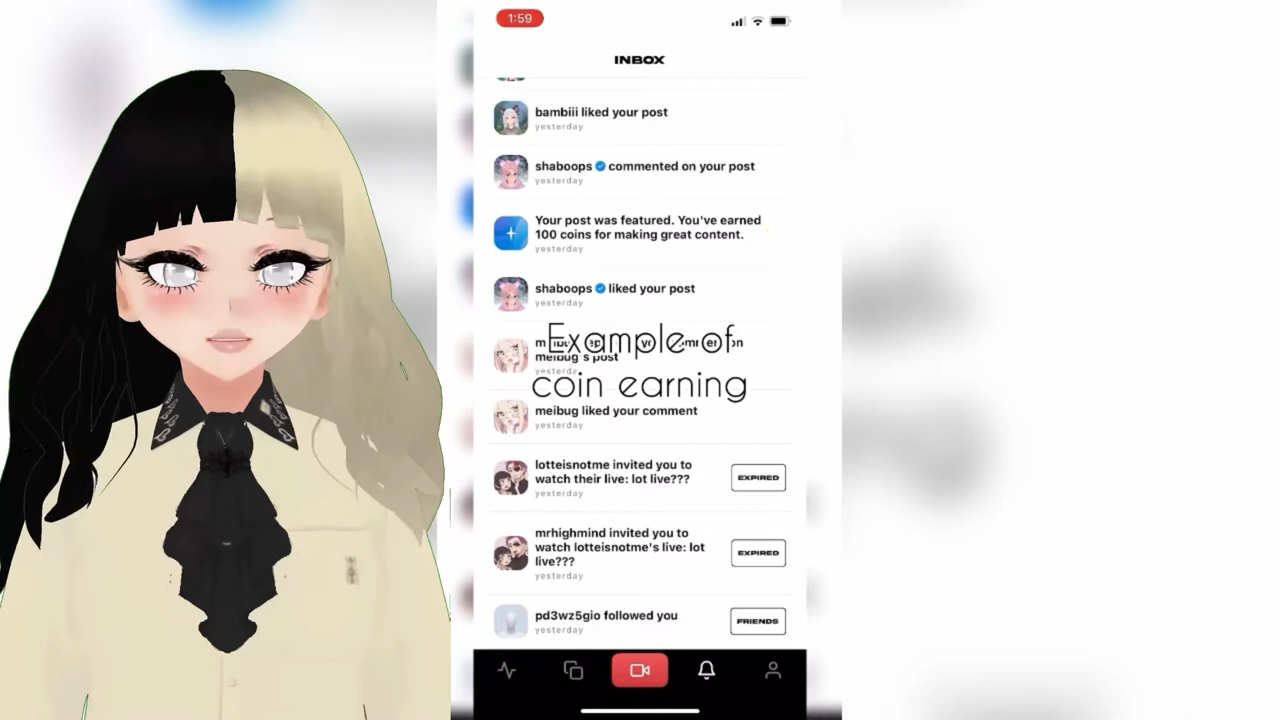 1:59
INBOX
bambiii liked your post
yesterday
shaboops commented on your post
yesterday
Your post was featured. You've earned
100 coins for making great content.
yesterday
shaboops liked your post
yesterday
Example of
coin earning
meibug's post
yesterday
meibug liked your comment
yesterday
lotteisnotme invited you to
watch their live: lot live???
yesterday
EXPIRED
mrhighmind invited you to
watch lotteisnotme's live: lot
live???
yesterday
EXPIRED
pd3wz5gio followed you
yesterday
FRIENDS